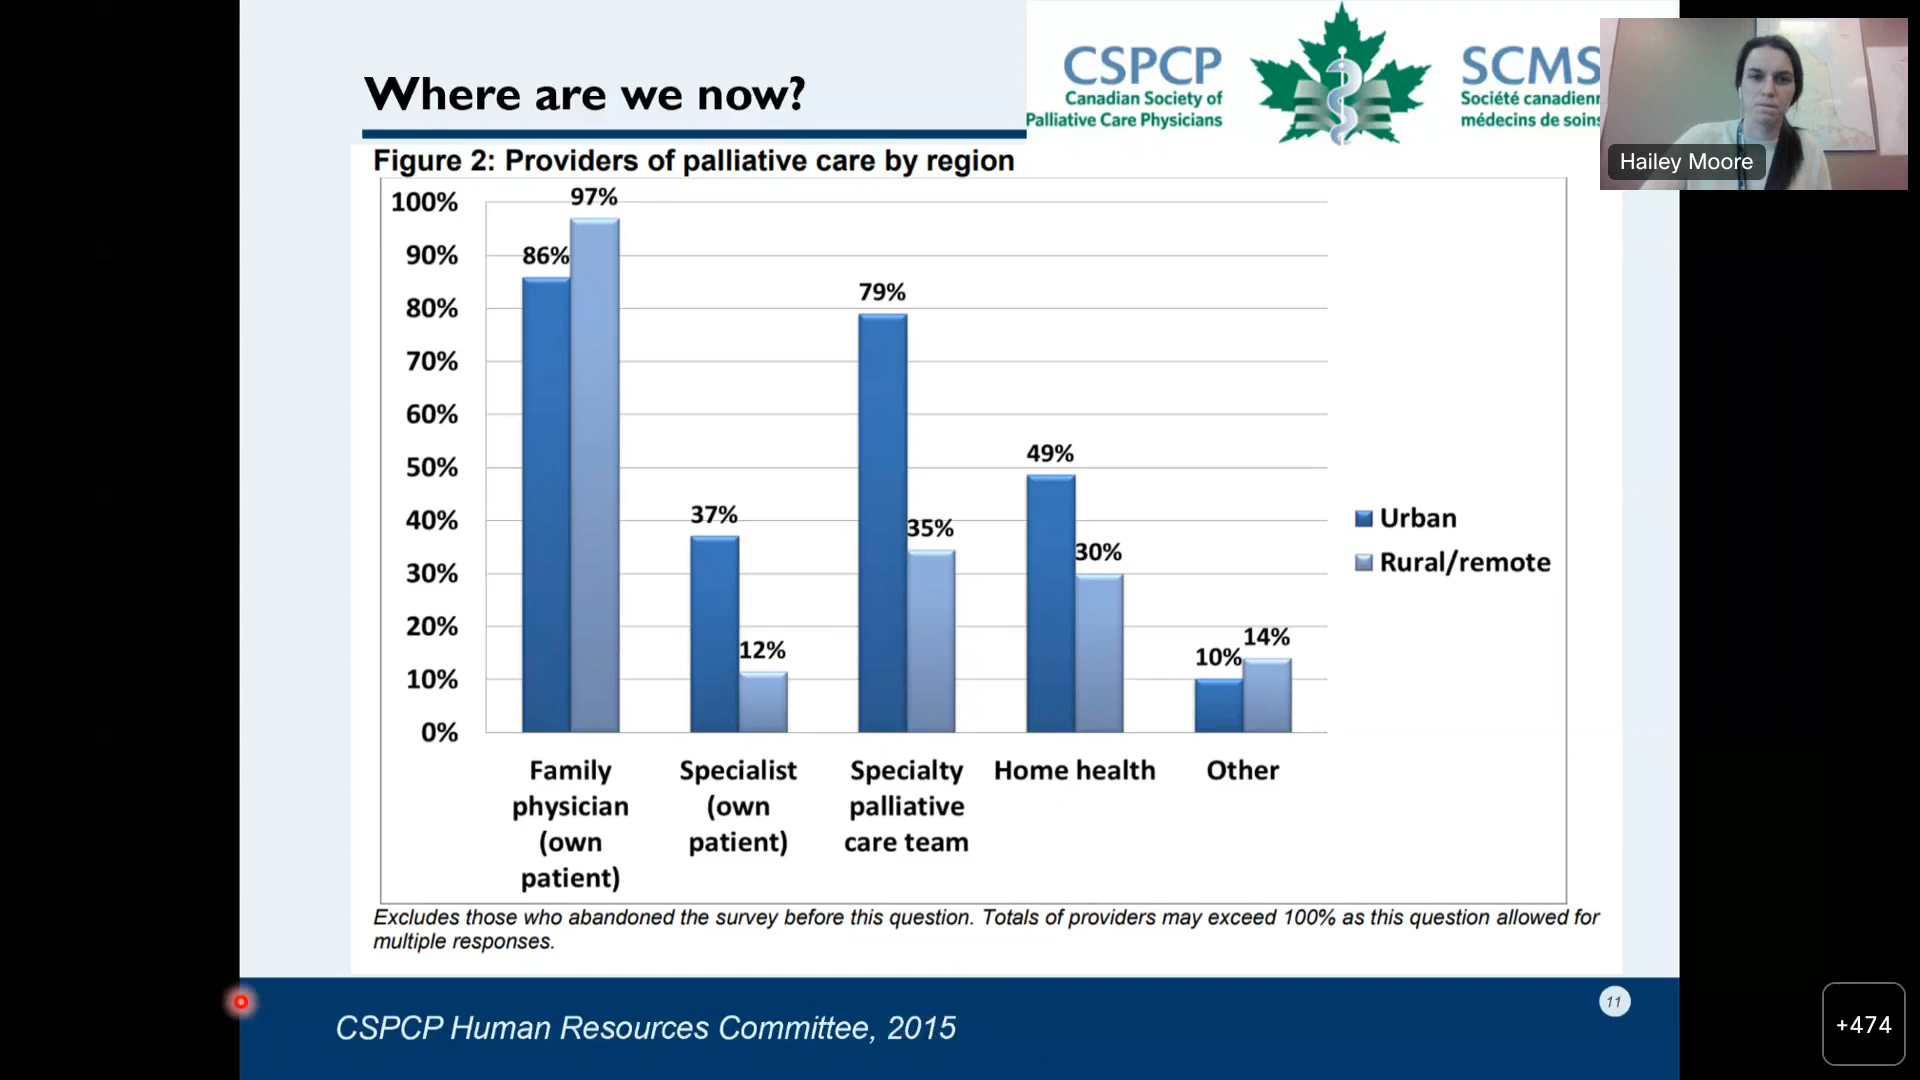 Where are we now?
CSPCP
Canadian Society of
Palliative Care Physicians
SCMS
Société canadienn
médecins de soins
Hailey Moore
Figure 2: Providers of palliative care by region
100%
90%
80%
70%
60%
50%
40%
30%
20%
10%
0%
86%
97%
37%
12%
79%
35%
49%
30%
10%
14%
Urban
Rural/remote
Family
physician
(own
patient)
Specialist
(own
patient)
Specialty
palliative
care team
Home health
Other
Excludes those who abandoned the survey before this question. Totals of providers may exceed 100% as this question allowed for
multiple responses.
CSPCP Human Resources Committee, 2015
11
+474